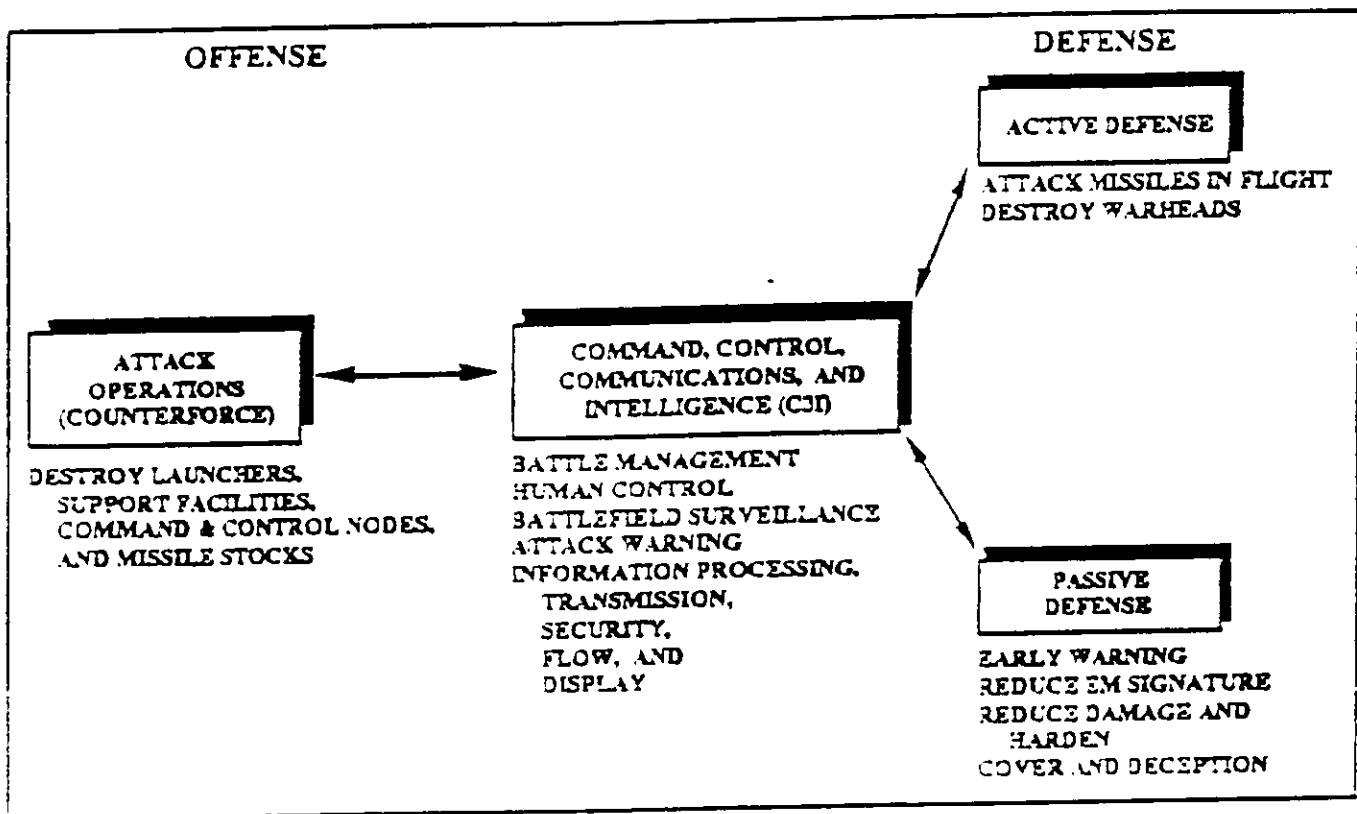 OFFENSE
DEFENSE
ACTIVE DEFENSE
ATTACK MISSILES IN FLIGHT
DESTROY WARHEADS
ATTACK
OPERATIONS
(COUNTERFORCE)
DESTROY LAUNCHERS,
SUPPORT FACILITIES,
COMMAND & CONTROL NODES,
AND MISSILE STOCKS
COMMAND, CONTROL,
COMMUNICATIONS, AND
INTELLIGENCE (C3I)
BATTLE MANAGEMENT
HUMAN CONTROL
BATTLEFIELD SURVEILLANCE
ATTACK WARNING
INFORMATION PROCESSING,
TRANSMISSION,
SECURITY,
FLOW, AND
DISPLAY
PASSIVE
DEFENSE
EARLY WARNING
REDUCE EM SIGNATURE
REDUCE DAMAGE AND
HARDEN
COVER AND DECEPTION